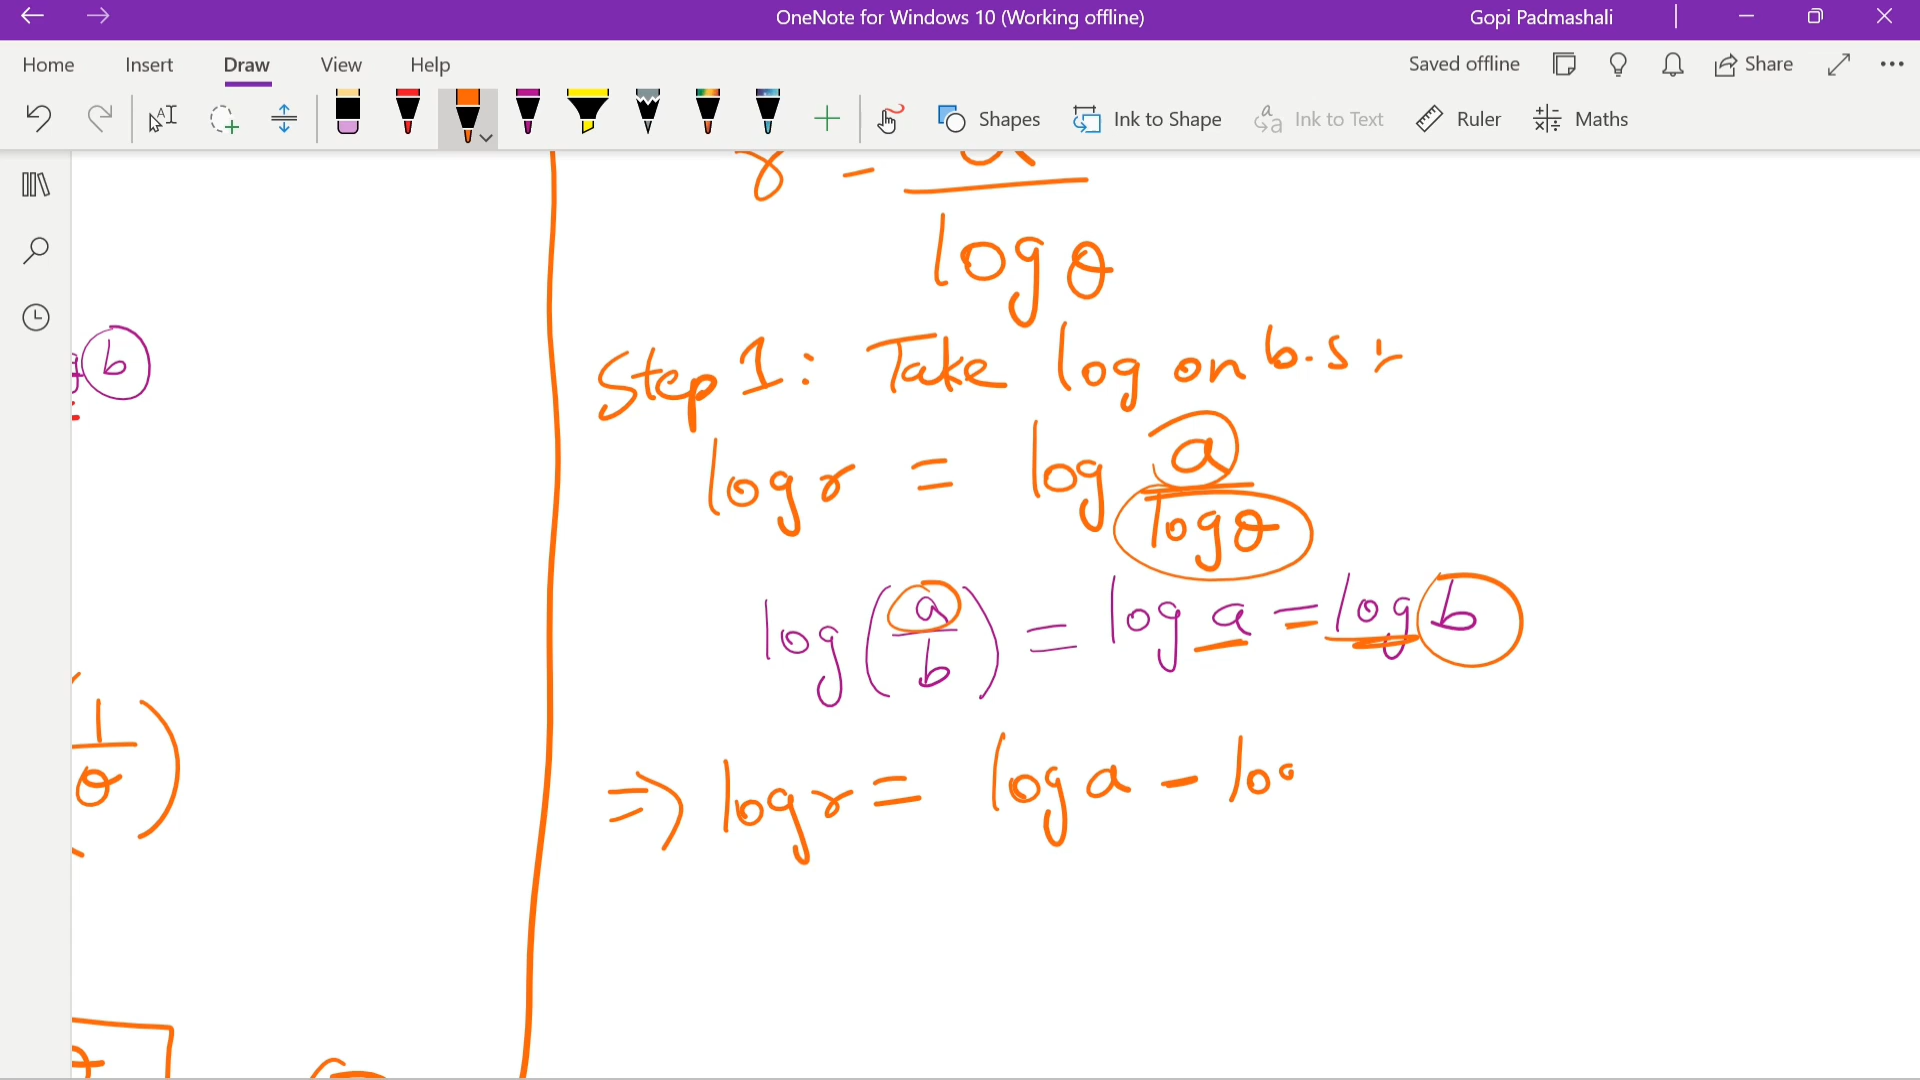 OneNote for Windows 10 (Working offline)
Gopi Padmashali
Home Insert Draw View Help
Saved offline
Share
Shapes Ink to Shape Ink to Text Ruler Maths
r =
log θ
Step 1: Take log on b.s :-
log r = log a
log θ
b
log (a/b) = log a = log b
1
θ
=> log r = log a - log